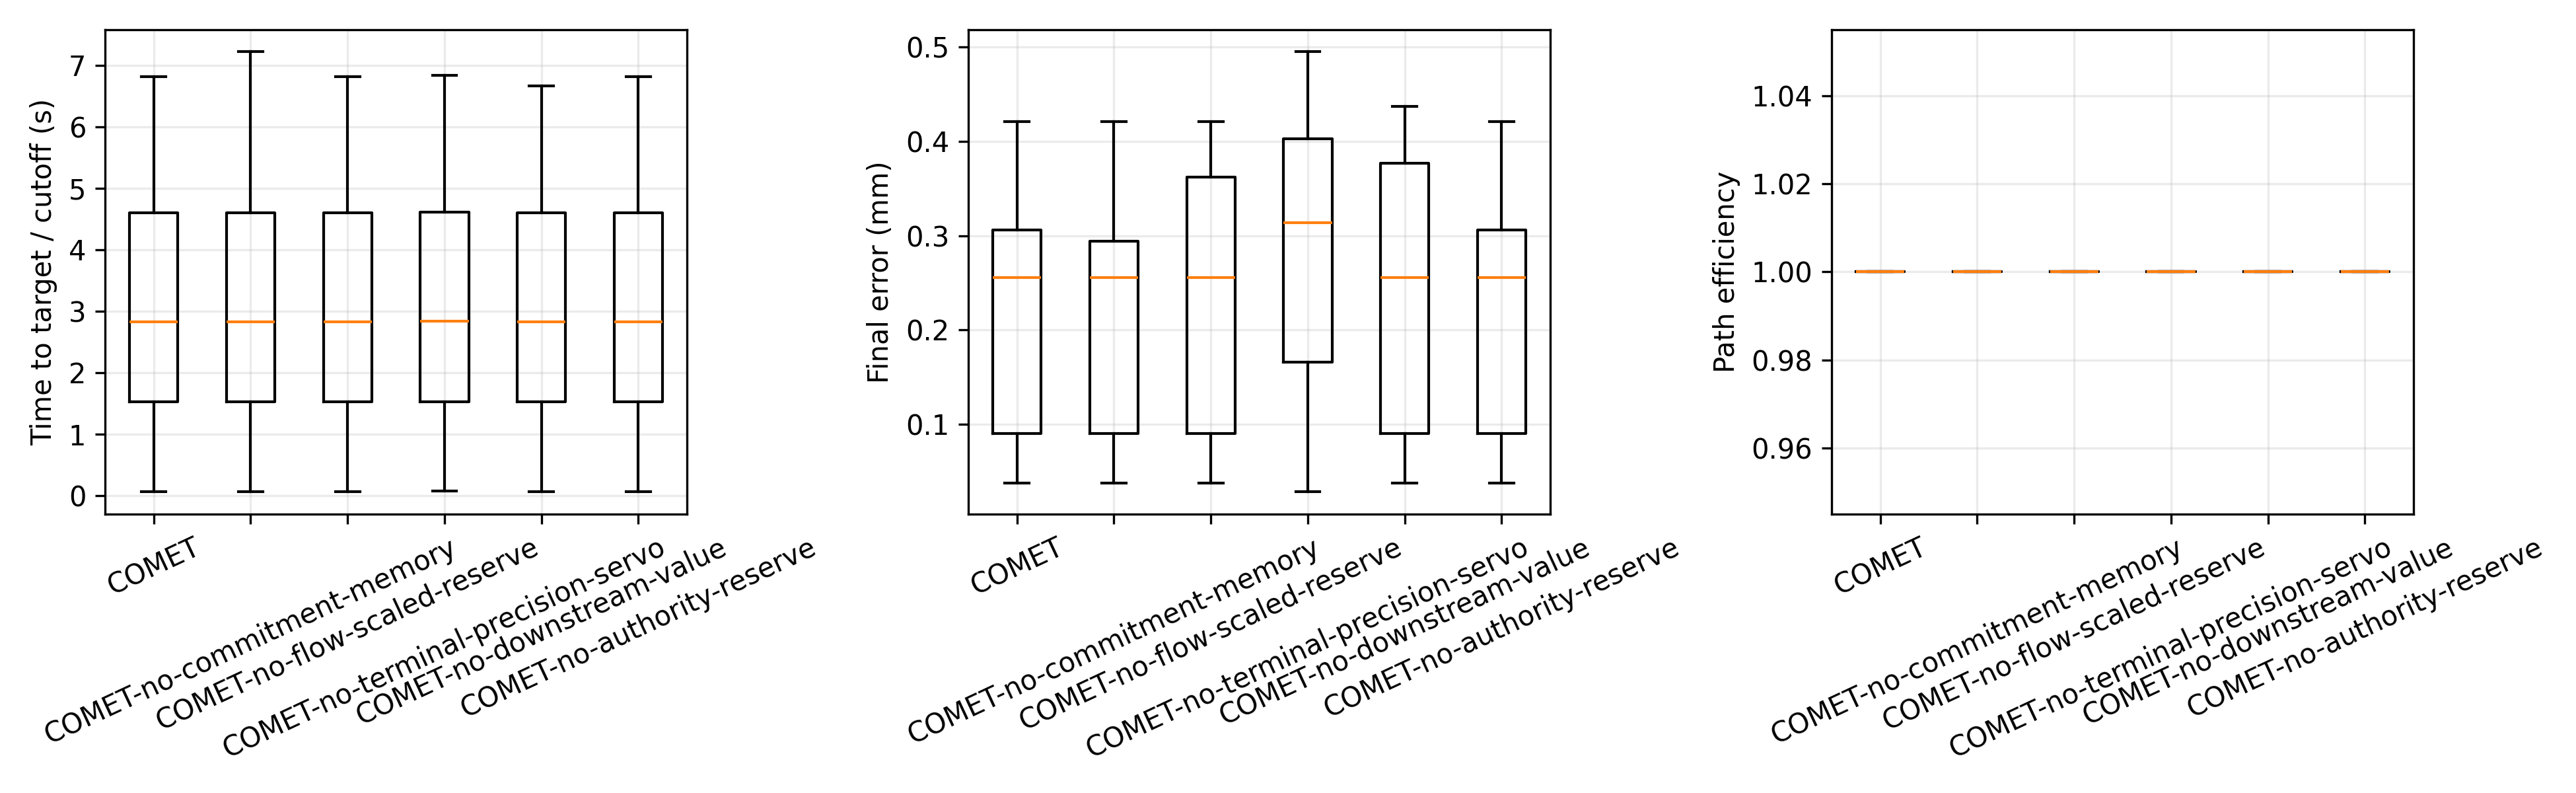 Time to target / cutoff (s)
7
6
5
4
3
2
1
0
COMET
COMET-no-commitment-memory
COMET-no-flow-scaled-reserve
COMET-no-terminal-precision-servo
COMET-no-downstream-value
COMET-no-authority-reserve
Final error (mm)
0.5
0.4
0.3
0.2
0.1
COMET
COMET-no-commitment-memory
COMET-no-flow-scaled-reserve
COMET-no-terminal-precision-servo
COMET-no-downstream-value
COMET-no-authority-reserve
Path efficiency
1.04
1.02
1.00
0.98
0.96
COMET
COMET-no-commitment-memory
COMET-no-flow-scaled-reserve
COMET-no-terminal-precision-servo
COMET-no-downstream-value
COMET-no-authority-reserve